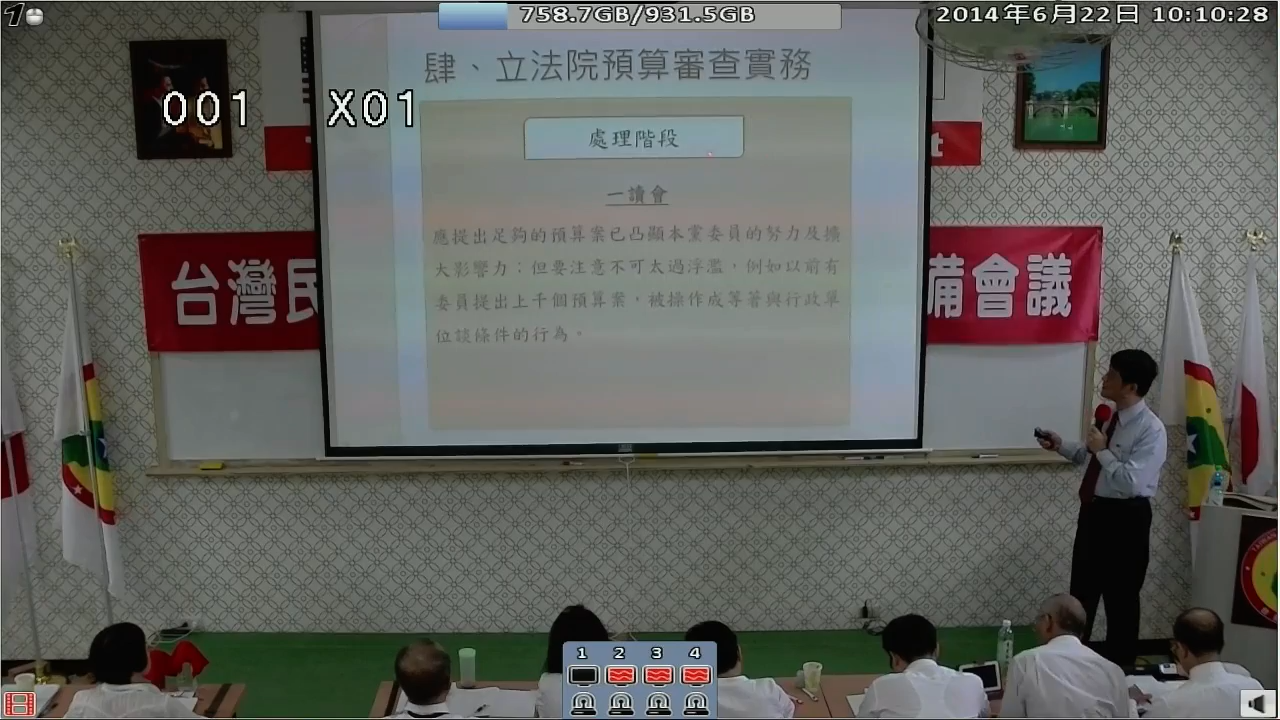 758.7GB/931.5GB
2014年6月22日 10:10:28
001
X01
肆、立法院預算審查實務
處理階段
一讀會
應提出足夠的預算案已凸顯本黨委員的努力及擴
大影響力；但要注意不可太過浮濫，例如以前有
委員提出上千個預算案，被操作成等著與行政單
位談條件的行為。
台灣民
備會議
t
1 2 3 4